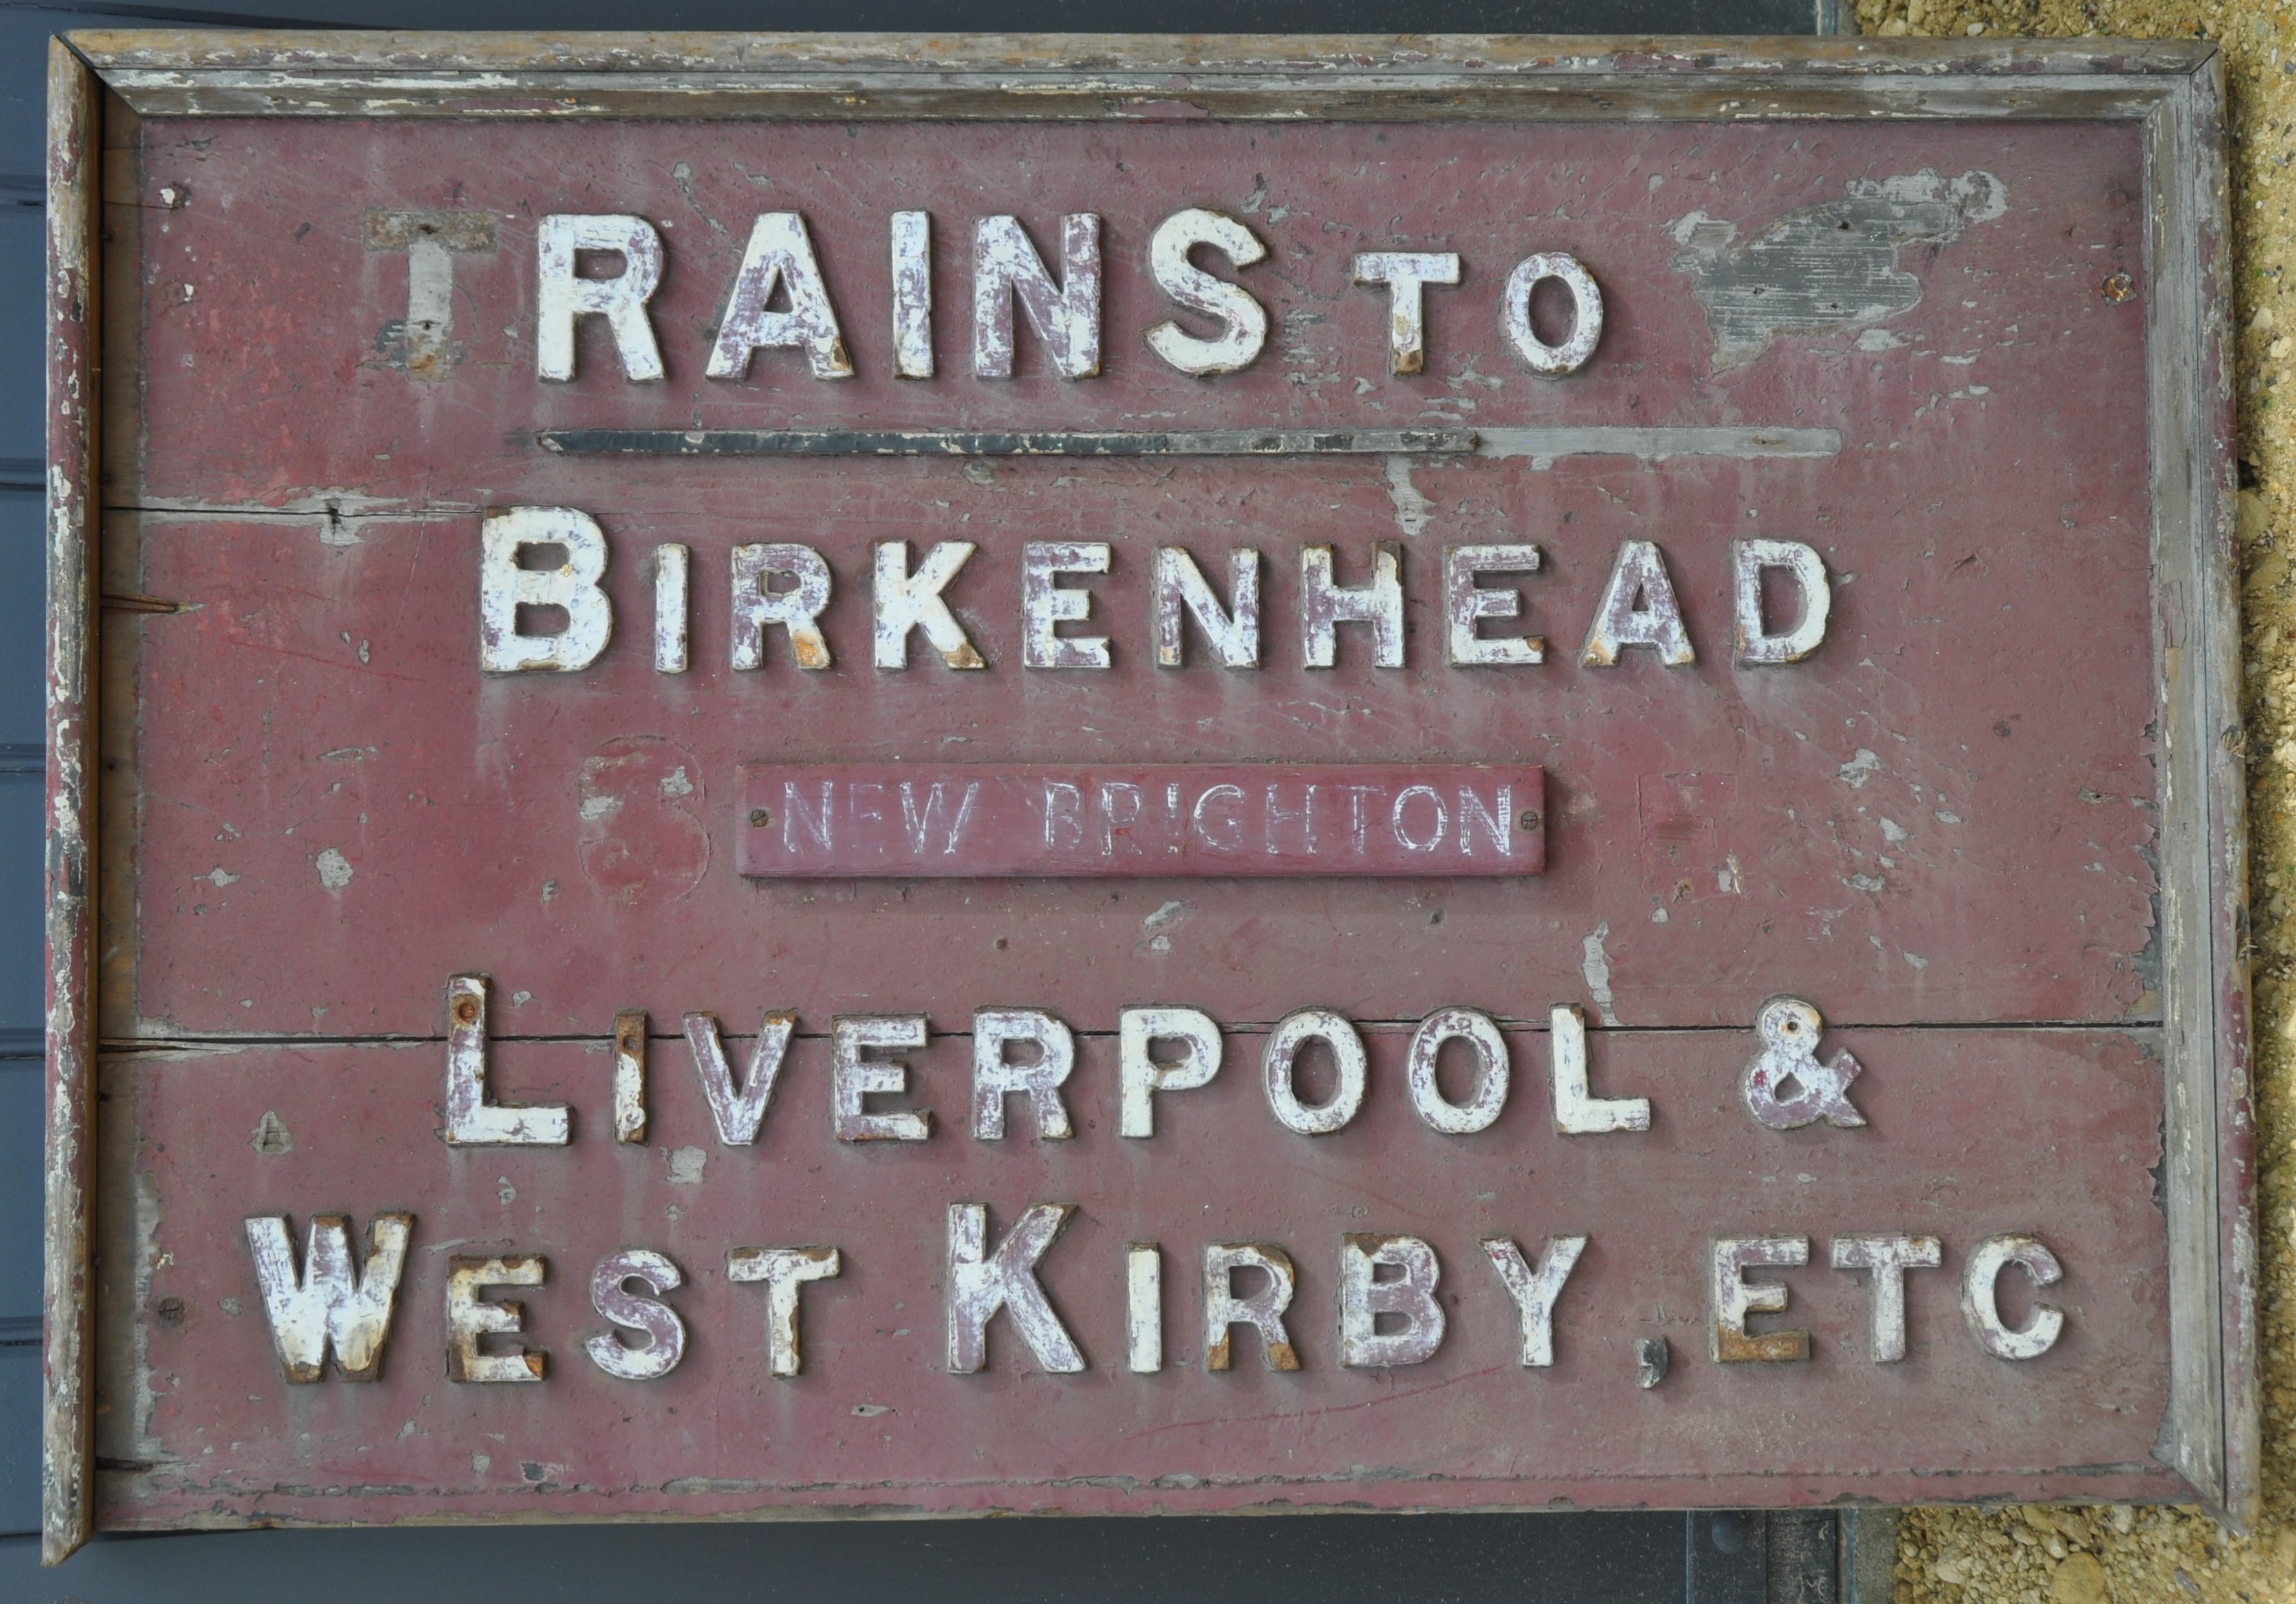 TRAINS TO
BIRKENHEAD
NEW BRIGHTON
LIVERPOOL &
WEST KIRBY, ETC